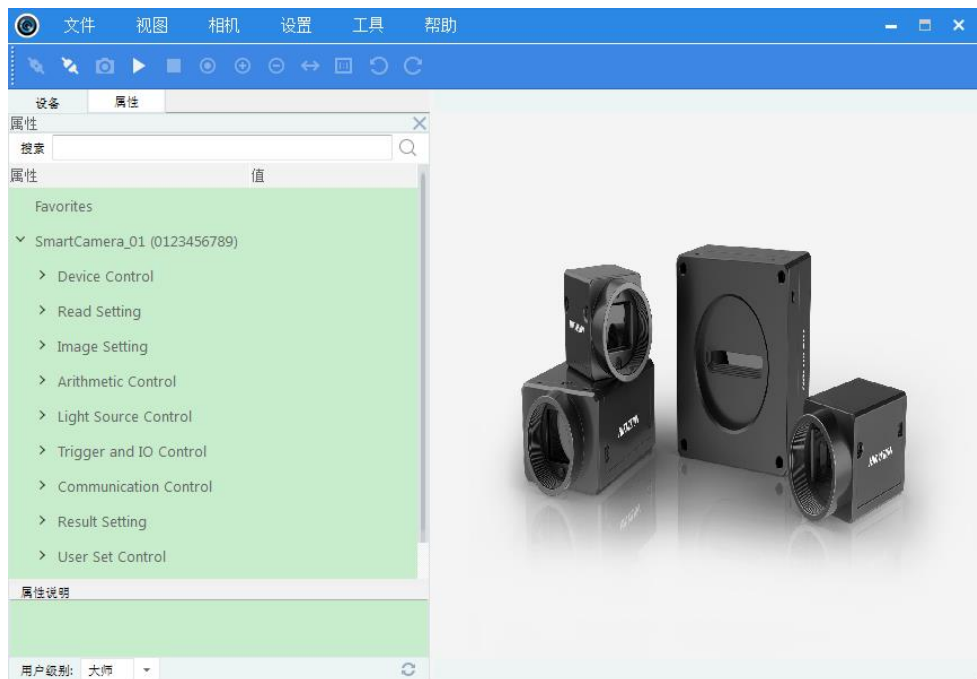 文件 视图 相机 设置 工具 帮助
设备 属性
属性
搜索
属性 值
Favorites
SmartCamera_01 (0123456789)
Device Control
Read Setting
Image Setting
Arithmetic Control
Light Source Control
Trigger and IO Control
Communication Control
Result Setting
User Set Control
属性说明
用户级别: 大师